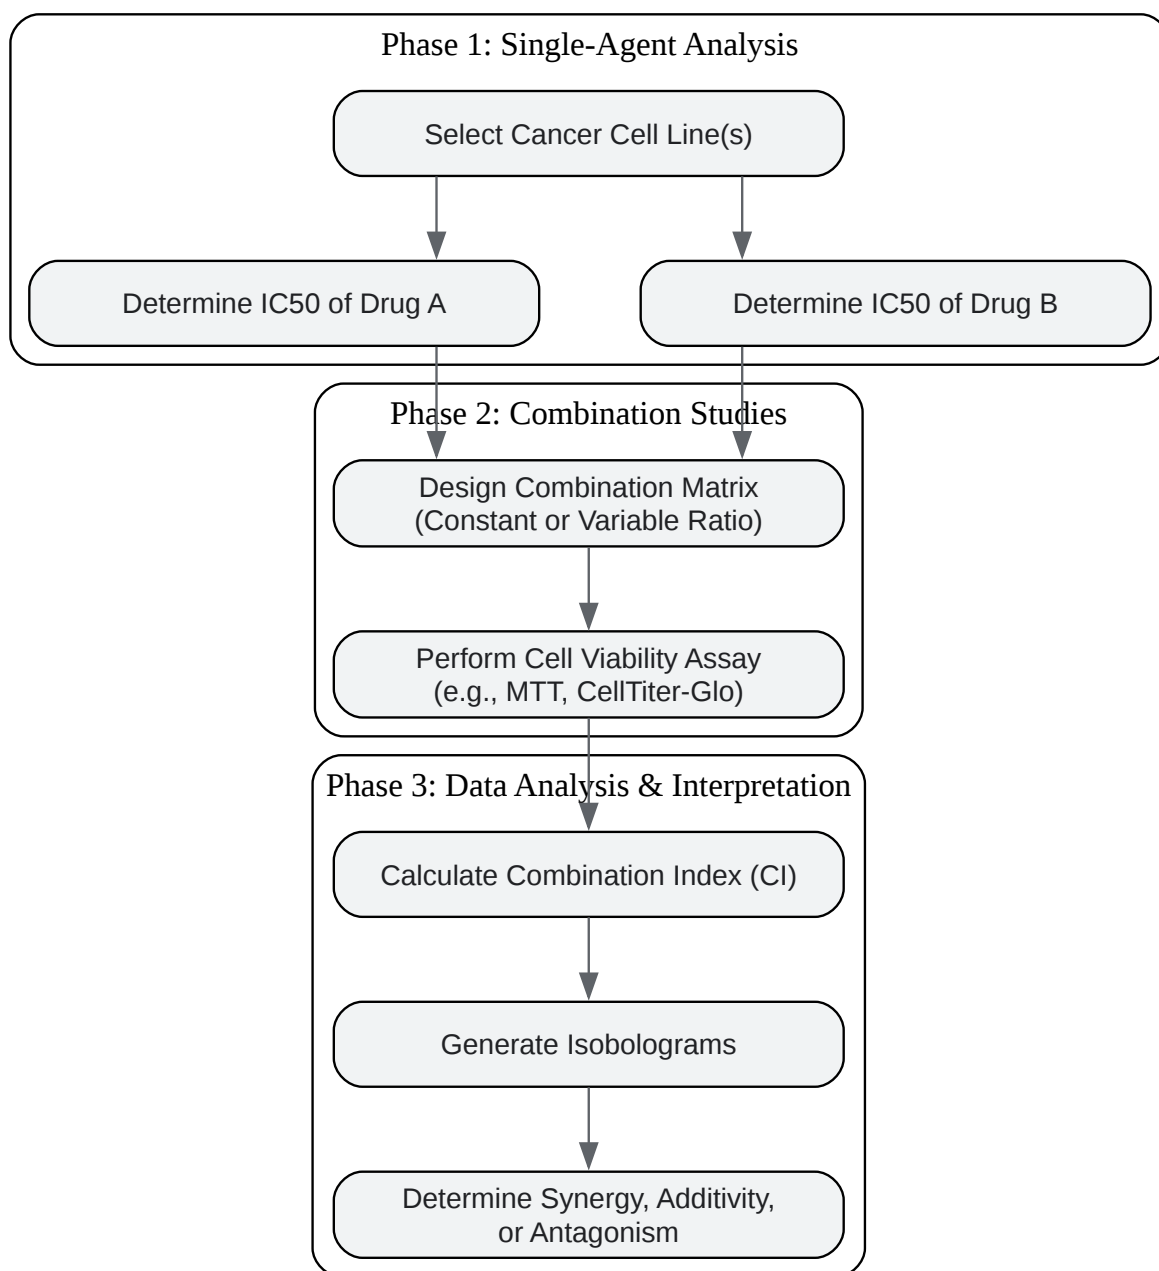 Phase 1: Single-Agent Analysis
Select Cancer Cell Line(s)
Determine IC50 of Drug A
Determine IC50 of Drug B
Phase 2: Combination Studies
Design Combination Matrix
(Constant or Variable Ratio)
Perform Cell Viability Assay
(e.g., MTT, CellTiter-Glo)
Phase 3: Data Analysis & Interpretation
Calculate Combination Index (CI)
Generate Isobolograms
Determine Synergy, Additivity,
or Antagonism